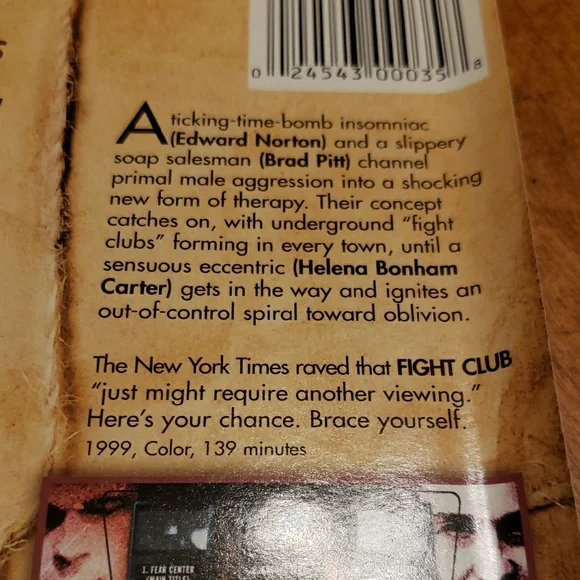 0 24543 00035 8
A ticking-time-bomb insomniac
(Edward Norton) and a slippery
soap salesman (Brad Pitt) channel
primal male aggression into a shocking
new form of therapy. Their concept
catches on, with underground “fight
clubs” forming in every town, until a
sensuous eccentric (Helena Bonham
Carter) gets in the way and ignites an
out-of-control spiral toward oblivion.
The New York Times raved that FIGHT CLUB
“just might require another viewing.”
Here’s your chance. Brace yourself.
1999, Color, 139 minutes
1. FEAR CENTER
(MAIN TITLE)